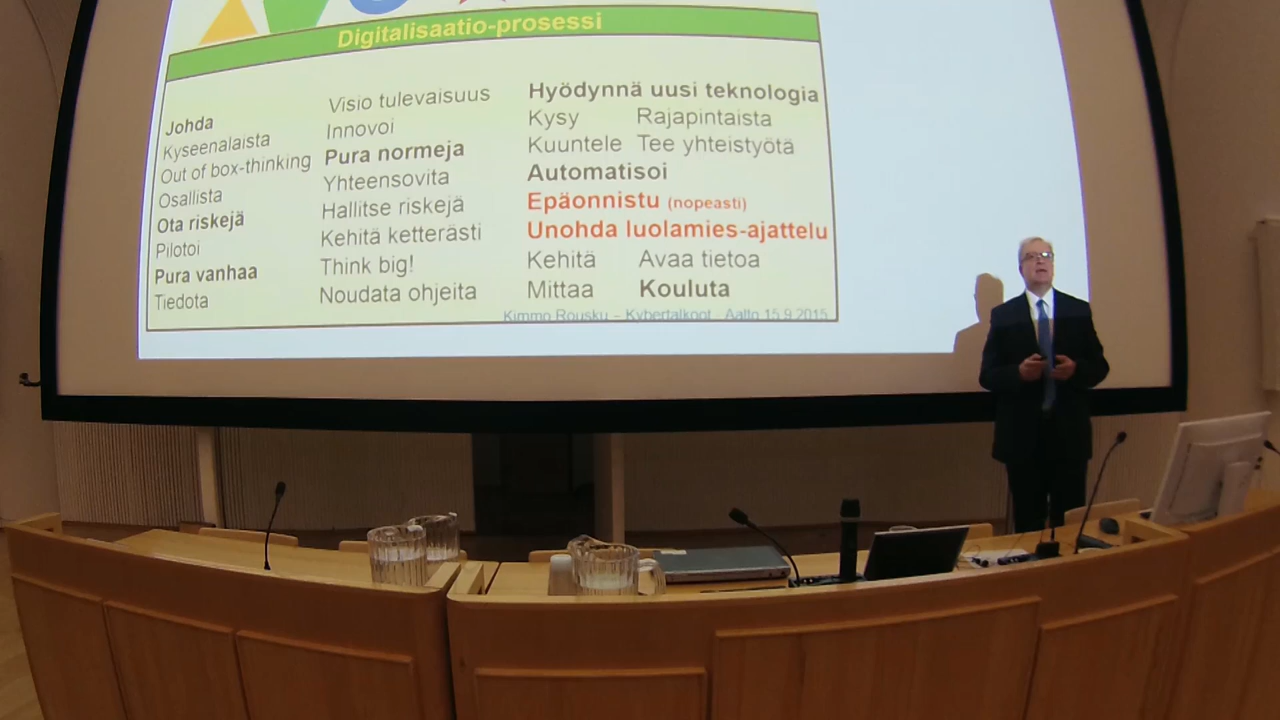 Digitalisaatio-prosessi
Johda
Kyseenalaista
Out of box-thinking
Osallista
Ota riskejä
Pilotoi
Pura vanhaa
Tiedota
Visio tulevaisuus
Innovoi
Pura normeja
Yhteensovita
Hallitse riskejä
Kehitä ketterästi
Think big!
Noudata ohjeita
Hyödynnä uusi teknologia
Kysy Rajapintaista
Kuuntele Tee yhteistyötä
Automatisoi
Epäonnistu (nopeasti)
Unohda luolamies-ajattelu
Kehitä Avaa tietoa
Mittaa Kouluta
Kimmo Rousku – Kybertalkoot Aalto 15.9.2015